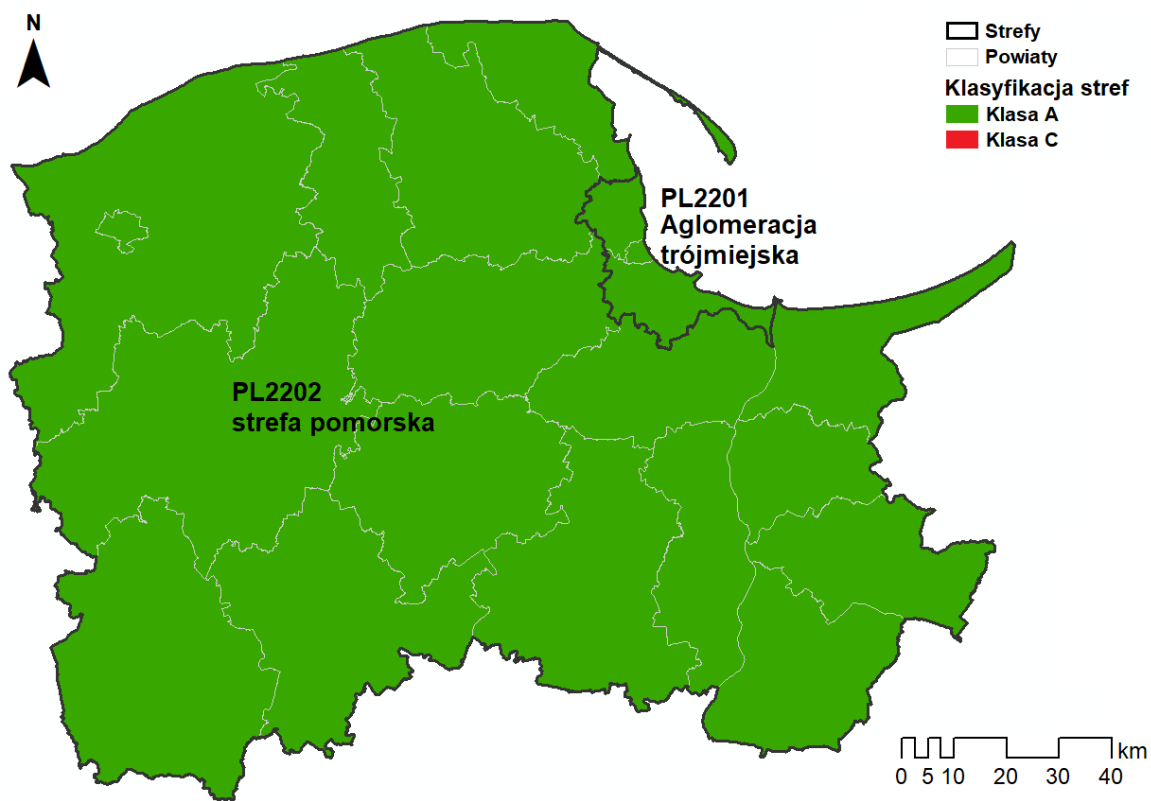 N
Strefy
Powiaty
Klasyfikacja stref
Klasa A
Klasa C
PL2201
Aglomeracja
trójmiejska
PL2202
strefa pomorska
km
0 5 10 20 30 40